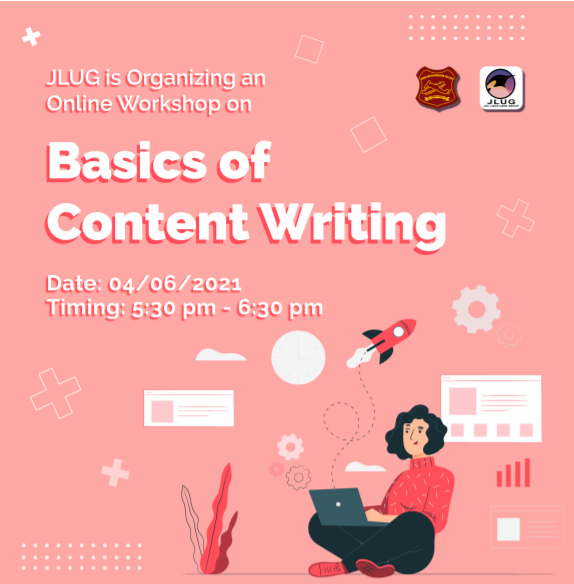 JLUG is Organizing an
Online Workshop on
Basics of
Content Writing
Date: 04/06/2021
Timing: 5:30 pm - 6:30 pm
JLUG